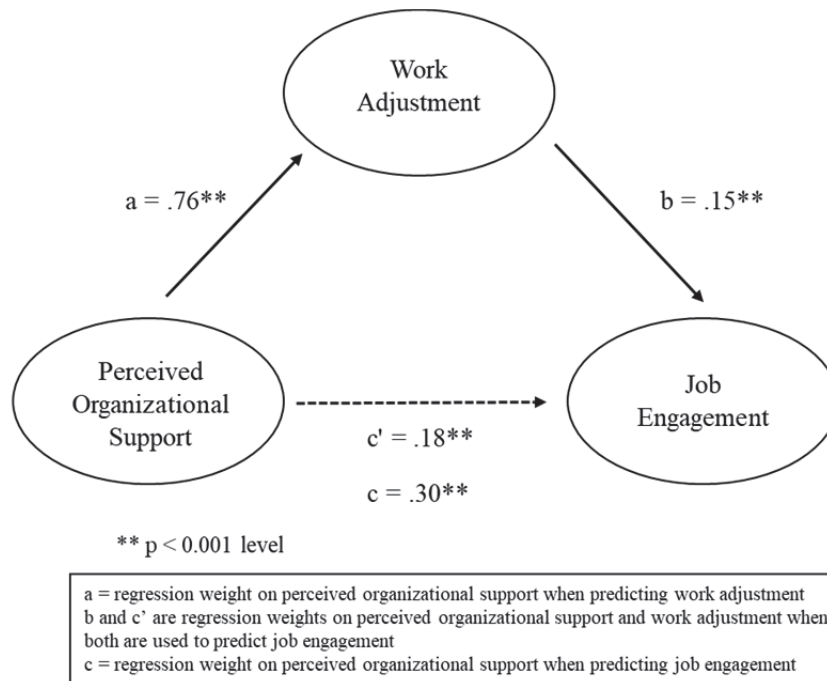 Work
Adjustment
a = .76**
b = .15**
Perceived
Organizational
Support
Job
Engagement
c' = .18**
c = .30**
** p < 0.001 level
a = regression weight on perceived organizational support when predicting work adjustment
b and c’ are regression weights on perceived organizational support and work adjustment when
both are used to predict job engagement
c = regression weight on perceived organizational support when predicting job engagement